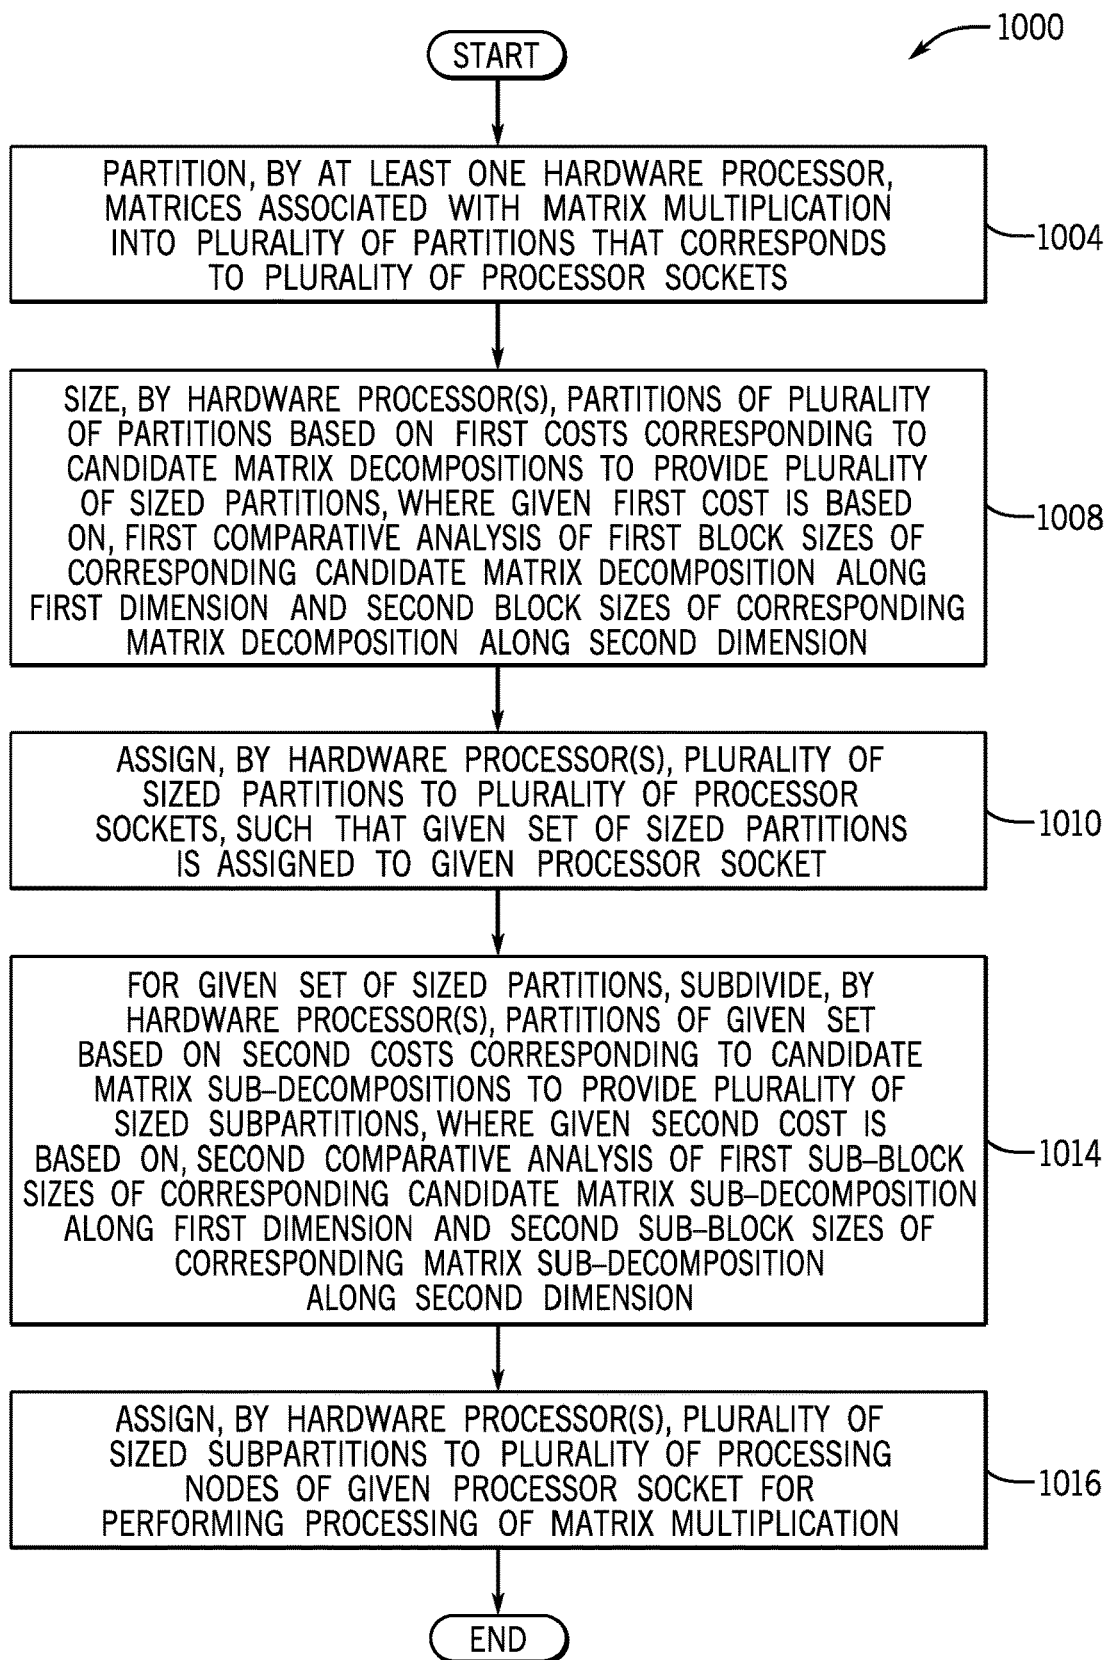 1000
START
PARTITION, BY AT LEAST ONE HARDWARE PROCESSOR,
MATRICES ASSOCIATED WITH MATRIX MULTIPLICATION
INTO PLURALITY OF PARTITIONS THAT CORRESPONDS
TO PLURALITY OF PROCESSOR SOCKETS
1004
SIZE, BY HARDWARE PROCESSOR(S), PARTITIONS OF PLURALITY
OF PARTITIONS BASED ON FIRST COSTS CORRESPONDING TO
CANDIDATE MATRIX DECOMPOSITIONS TO PROVIDE PLURALITY
OF SIZED PARTITIONS, WHERE GIVEN FIRST COST IS BASED
ON, FIRST COMPARATIVE ANALYSIS OF FIRST BLOCK SIZES OF
CORRESPONDING CANDIDATE MATRIX DECOMPOSITION ALONG
FIRST DIMENSION AND SECOND BLOCK SIZES OF CORRESPONDING
MATRIX DECOMPOSITION ALONG SECOND DIMENSION
1008
ASSIGN, BY HARDWARE PROCESSOR(S), PLURALITY OF
SIZED PARTITIONS TO PLURALITY OF PROCESSOR
SOCKETS, SUCH THAT GIVEN SET OF SIZED PARTITIONS
IS ASSIGNED TO GIVEN PROCESSOR SOCKET
1010
FOR GIVEN SET OF SIZED PARTITIONS, SUBDIVIDE, BY
HARDWARE PROCESSOR(S), PARTITIONS OF GIVEN SET
BASED ON SECOND COSTS CORRESPONDING TO CANDIDATE
MATRIX SUB-DECOMPOSITIONS TO PROVIDE PLURALITY OF
SIZED SUBPARTITIONS, WHERE GIVEN SECOND COST IS
BASED ON, SECOND COMPARATIVE ANALYSIS OF FIRST SUB-BLOCK
SIZES OF CORRESPONDING CANDIDATE MATRIX SUB-DECOMPOSITION
ALONG FIRST DIMENSION AND SECOND SUB-BLOCK SIZES OF
CORRESPONDING MATRIX SUB-DECOMPOSITION
ALONG SECOND DIMENSION
1014
ASSIGN, BY HARDWARE PROCESSOR(S), PLURALITY OF
SIZED SUBPARTITIONS TO PLURALITY OF PROCESSING
NODES OF GIVEN PROCESSOR SOCKET FOR
PERFORMING PROCESSING OF MATRIX MULTIPLICATION
1016
END